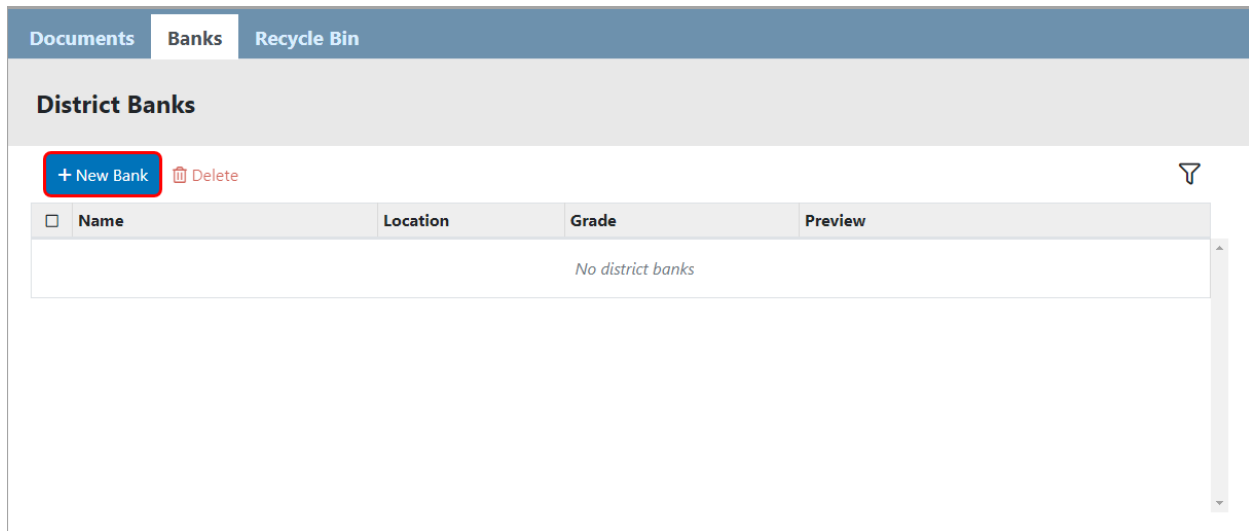 Documents Banks Recycle Bin
District Banks
+ New Bank Delete
Name Location Grade Preview
No district banks